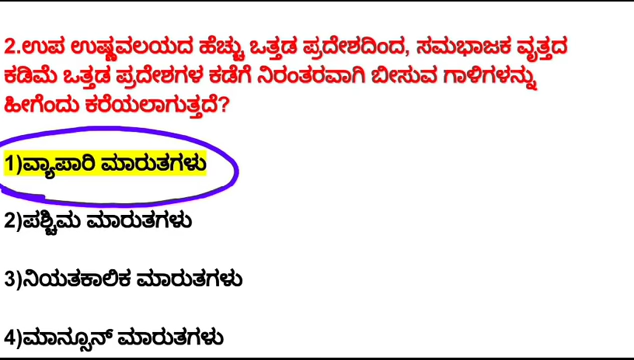 2.ಉಪ ಉಷ್ಣವಲಯದ ಹೆಚ್ಚು ಒತ್ತಡ ಪ್ರದೇಶದಿಂದ, ಸಮಭಾಜಕ ವೃತ್ತದ
ಕಡಿಮೆ ಒತ್ತಡ ಪ್ರದೇಶಗಳ ಕಡೆಗೆ ನಿರಂತರವಾಗಿ ಬೀಸುವ ಗಾಳಿಗಳನ್ನು
ಹೀಗೆಂದು ಕರೆಯಲಾಗುತ್ತದೆ?
1)ವ್ಯಾಪಾರಿ ಮಾರುತಗಳು
2)ಪಶ್ಚಿಮ ಮಾರುತಗಳು
3)ನಿಯತಕಾಲಿಕ ಮಾರುತಗಳು
4)ಮಾನ್ಸೂನ್ ಮಾರುತಗಳು